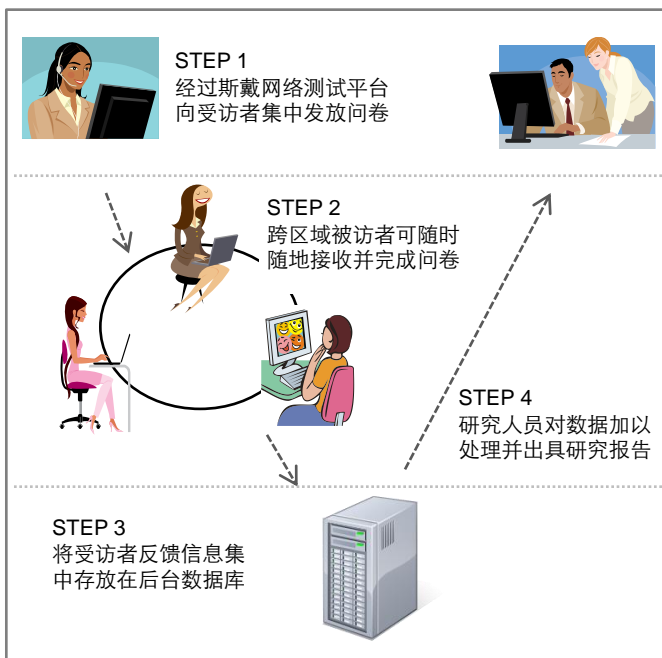 STEP 1
经过斯戴网络测试平台
向受访者集中发放问卷
STEP 2
跨区域被访者可随时
随地接收并完成问卷
STEP 4
研究人员对数据加以
处理并出具研究报告
STEP 3
将受访者反馈信息集
中存放在后台数据库